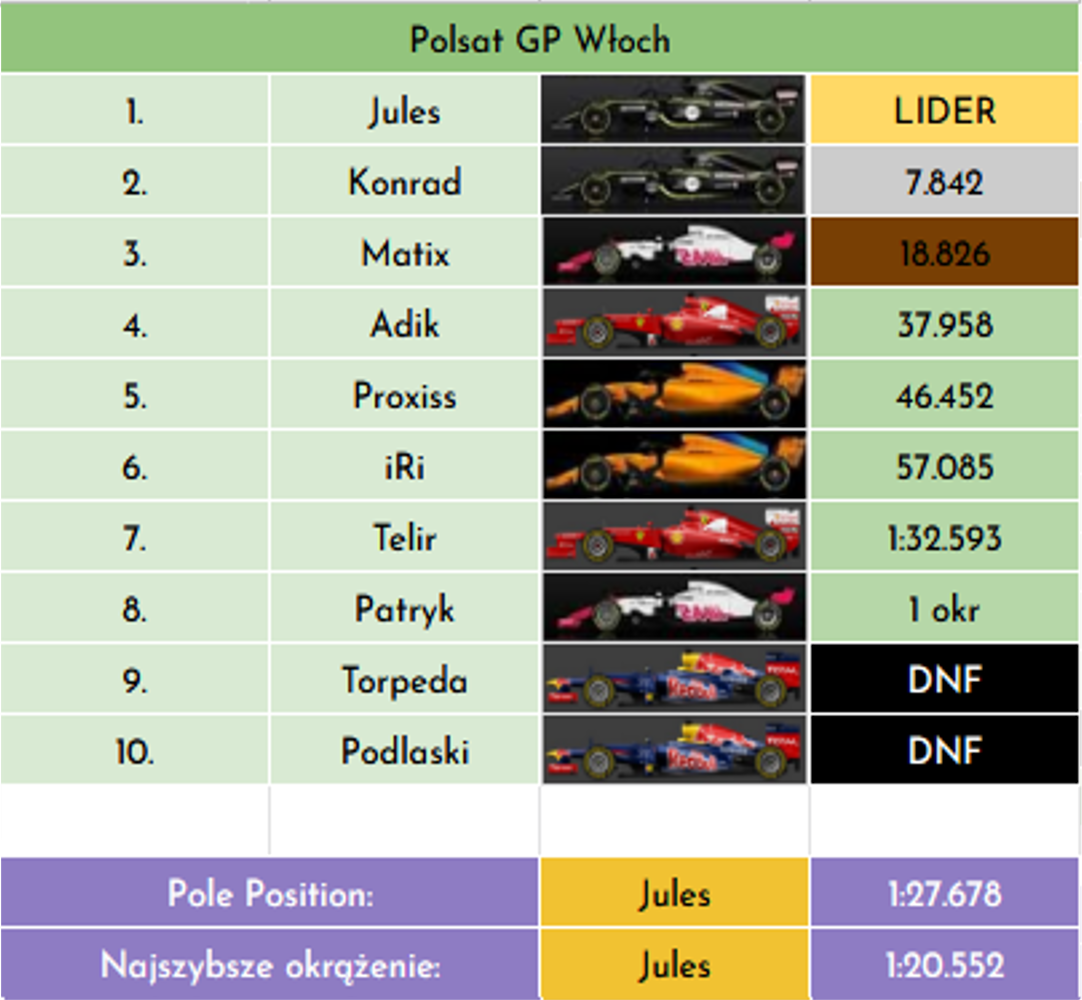 Polsat GP Włoch
1. Jules LIDER
2. Konrad 7.842
3. Matix 18.826
4. Adik 37.958
5. Proxiss 46.452
6. iRi 57.085
7. Telir 1:32.593
8. Patryk 1 okr
9. Torpeda DNF
10. Podlaski DNF
Pole Position: Jules 1:27.678
Najszybsze okrążenie: Jules 1:20.552